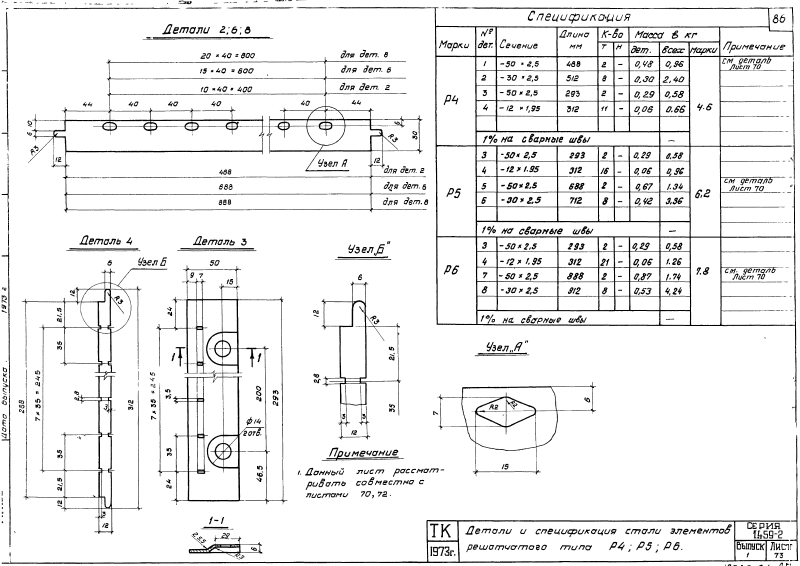 86
Детали 2; 6; 8
20 × 40 = 800 для дет. 8
15 × 40 = 600 для дет. 6
10 × 40 = 400 для дет. 2
44 40 40 40 40 44
10
6
6
30
R3
R3
12
12
Узел А
488 для дет. 2
688 для дет. 6
888 для дет. 8
Спецификация
Марки № дет. Сечение Длина мм К-во т н Масса в кг дет. всех марки Примечание
Р4 1 -50×2,5 488 2 - 0,48 0,96 4.6 см деталь Лист 70
2 -30×2,5 512 8 - 0,30 2,40
3 -50×2,5 293 2 - 0,29 0,58
4 -12×1,95 312 11 - 0,06 0.66
1% на сварные швы -
Р5 3 -50×2,5 293 2 - 0,29 0,58 6,2
4 -12×1.95 312 16 - 0,06 0,96
5 -50×2,5 688 2 - 0,67 1.34 см деталь Лист 70
6 -30×2,5 712 8 - 0,42 3,36
1% на сварные швы -
Р6 3 -50×2,5 293 2 - 0,29 0,58 7.8
4 -12×1,95 312 21 - 0,06 1.26
7 -50×2,5 888 2 - 0,87 1.74 см. деталь Лист 70
8 -30×2,5 912 8 - 0,53 4,24
1% на сварные швы -
Деталь 4
6
Узел Б
12
R3
21,5
35
7 × 35 = 245
288
2,8
312
35
21,5
12
3
12
Деталь 3
50
9 7
15
24
35
1 1
7 × 35 = 245
3,5
200
293
ф14
2 отв.
35
24
46,5
1-1
29
6
Узел „Б"
6
12
R3
21,5
2,8
35
3 3
12
Узел „А"
6
7
R2
R2
15
Примечание
1. Данный лист рассмат-
ривать совместно с
листами 70, 72.
Дата выпуска 1973 г
ТК
1973г.
Детали и спецификация стали элементов
решотчатого типа Р4; Р5; Р6.
Серия
1.459-2
Выпуск 1
Лист 73